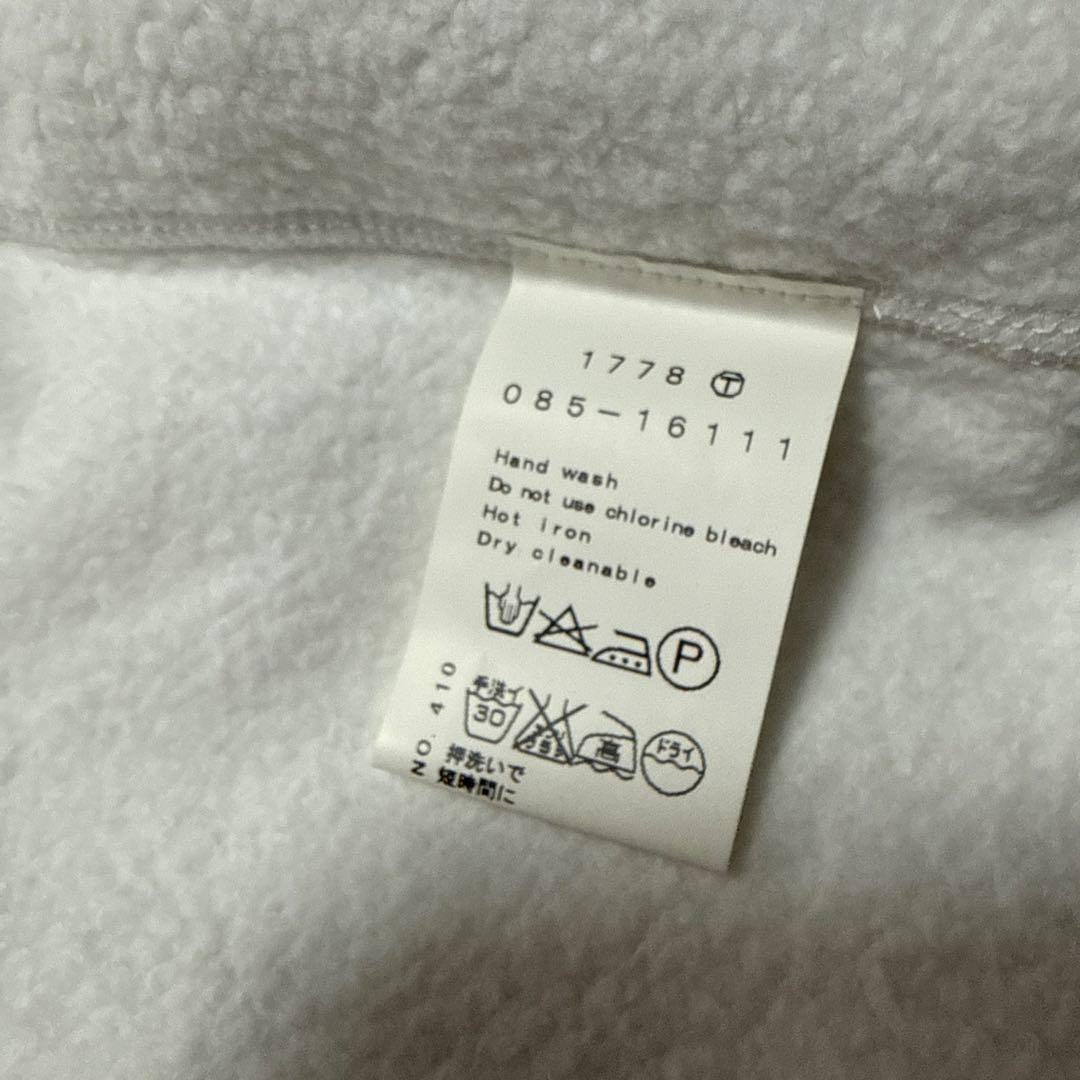 1778 Ⓣ
085-16111
Hand wash
Do not use chlorine bleach
Hot iron
Dry cleanable
P
手洗イ
30
高
ドライ
押洗いで
短時間に
NO. 410